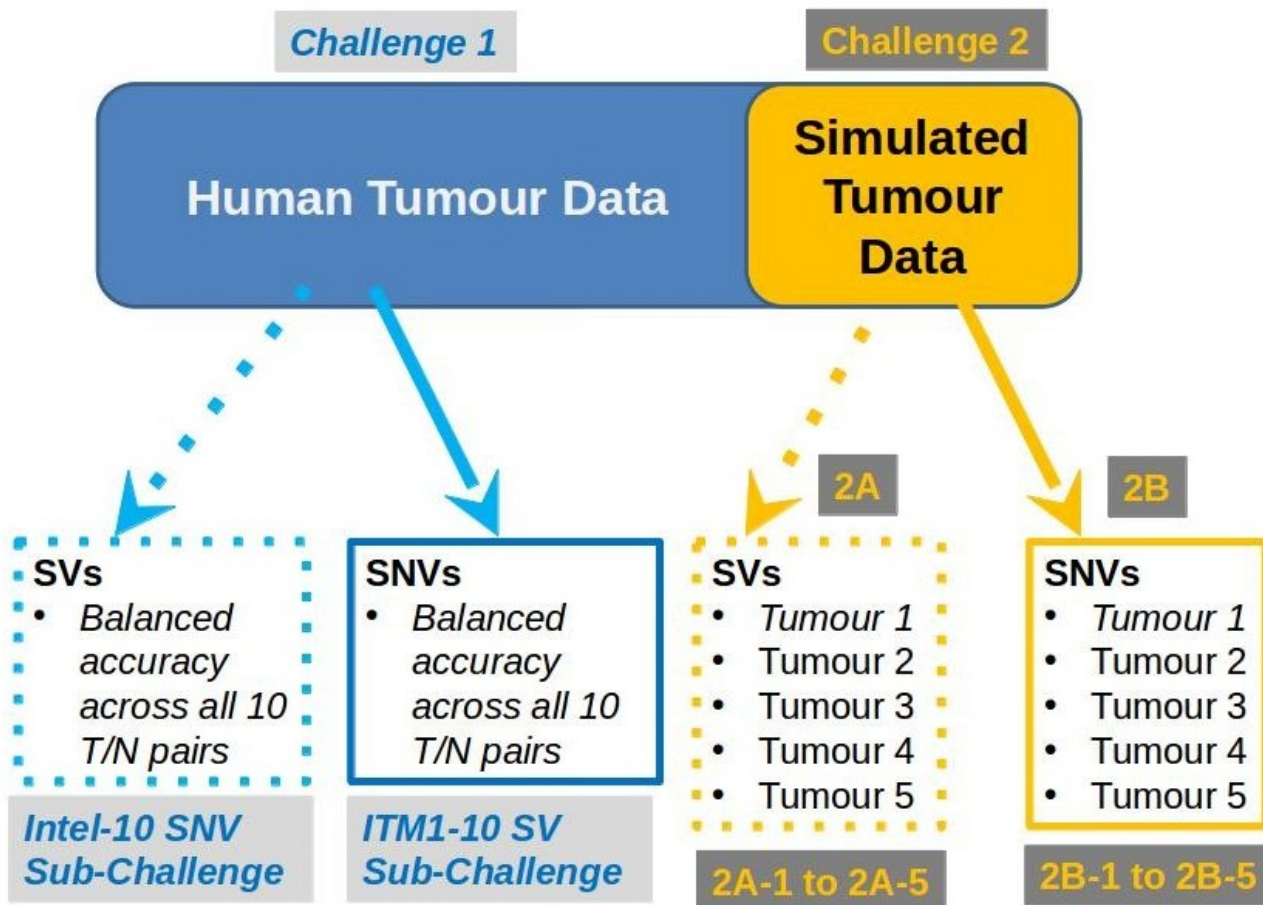 Challenge 1
Challenge 2
Human Tumour Data
Simulated
Tumour
Data
2A
2B
SVs
• Balanced
accuracy
across all 10
T/N pairs
Intel-10 SNV
Sub-Challenge
SNVs
• Balanced
accuracy
across all 10
T/N pairs
ITM1-10 SV
Sub-Challenge
SVs
• Tumour 1
• Tumour 2
• Tumour 3
• Tumour 4
• Tumour 5
2A-1 to 2A-5
SNVs
• Tumour 1
• Tumour 2
• Tumour 3
• Tumour 4
• Tumour 5
2B-1 to 2B-5